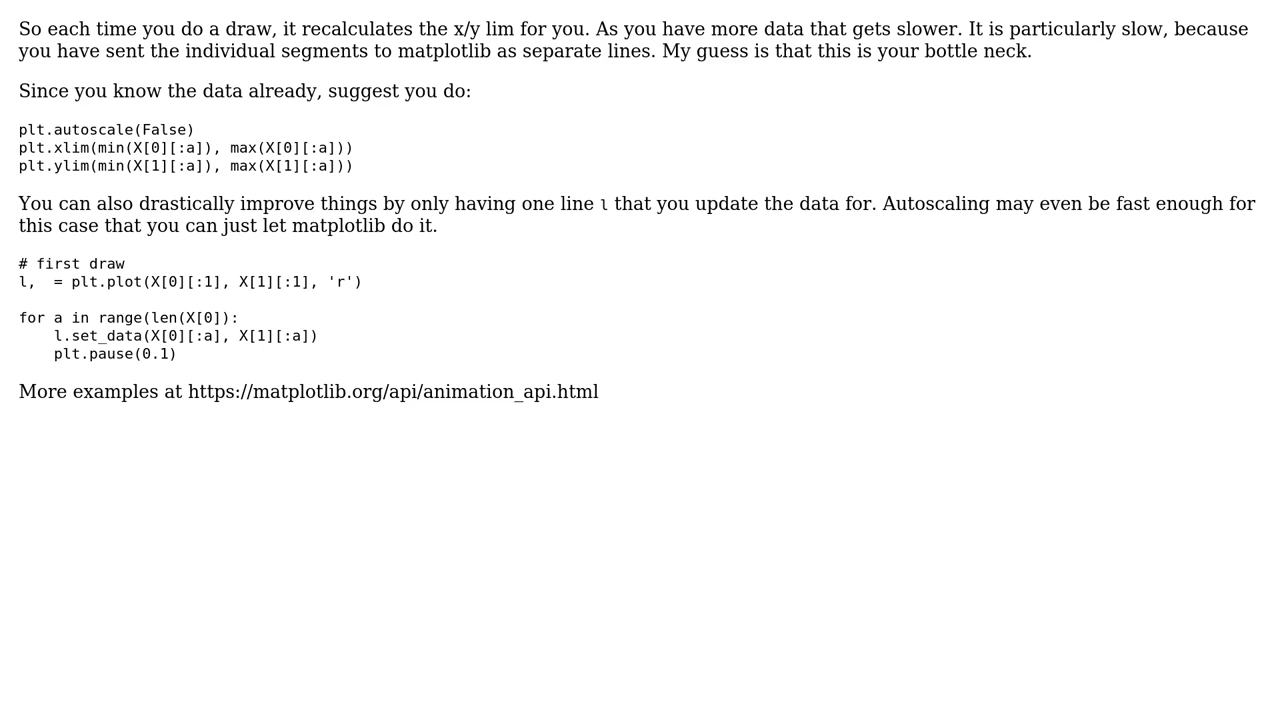 So each time you do a draw, it recalculates the x/y lim for you. As you have more data that gets slower. It is particularly slow, because
you have sent the individual segments to matplotlib as separate lines. My guess is that this is your bottle neck.
Since you know the data already, suggest you do:
plt.autoscale(False)
plt.xlim(min(X[0][:a]), max(X[0][:a]))
plt.ylim(min(X[1][:a]), max(X[1][:a]))
You can also drastically improve things by only having one line l that you update the data for. Autoscaling may even be fast enough for
this case that you can just let matplotlib do it.
# first draw
l,  = plt.plot(X[0][:1], X[1][:1], 'r')
for a in range(len(X[0]):
    l.set_data(X[0][:a], X[1][:a])
    plt.pause(0.1)
More examples at https://matplotlib.org/api/animation_api.html